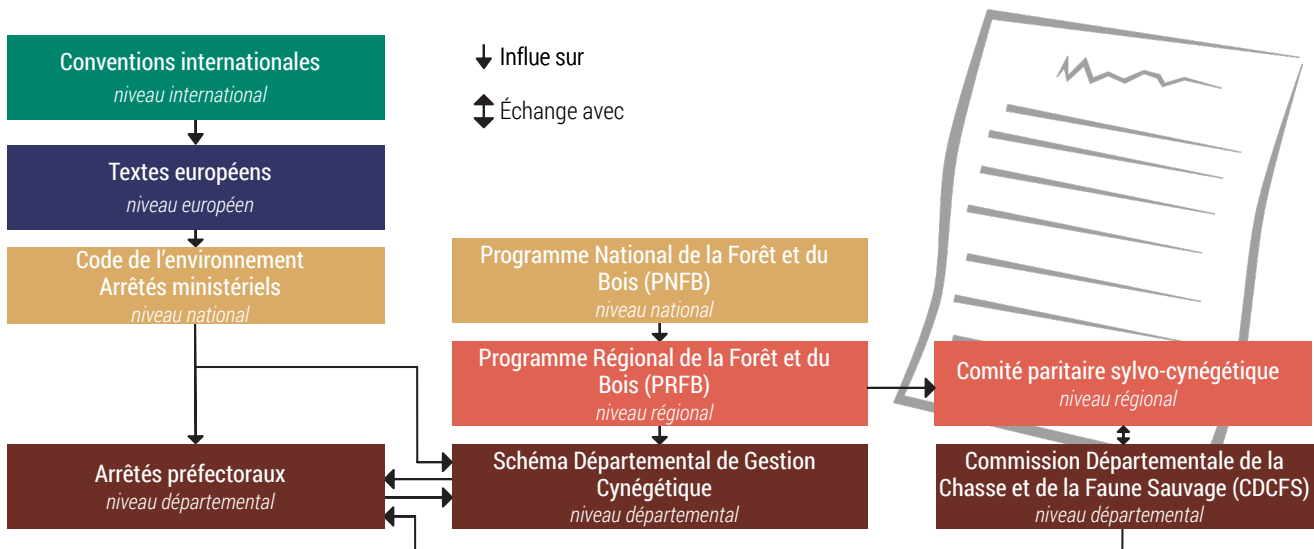 Conventions internationales
niveau international
Influe sur
Échange avec
Textes européens
niveau européen
Code de l'environnement
Arrêtés ministériels
niveau national
Programme National de la Forêt et du
Bois (PNFB)
niveau national
Programme Régional de la Forêt et du
Bois (PRFB)
niveau régional
Comité paritaire sylvo-cynégétique
niveau régional
Arrêtés préfectoraux
niveau départemental
Schéma Départemental de Gestion
Cynégétique
niveau départemental
Commission Départementale de la
Chasse et de la Faune Sauvage (CDCFS)
niveau départemental